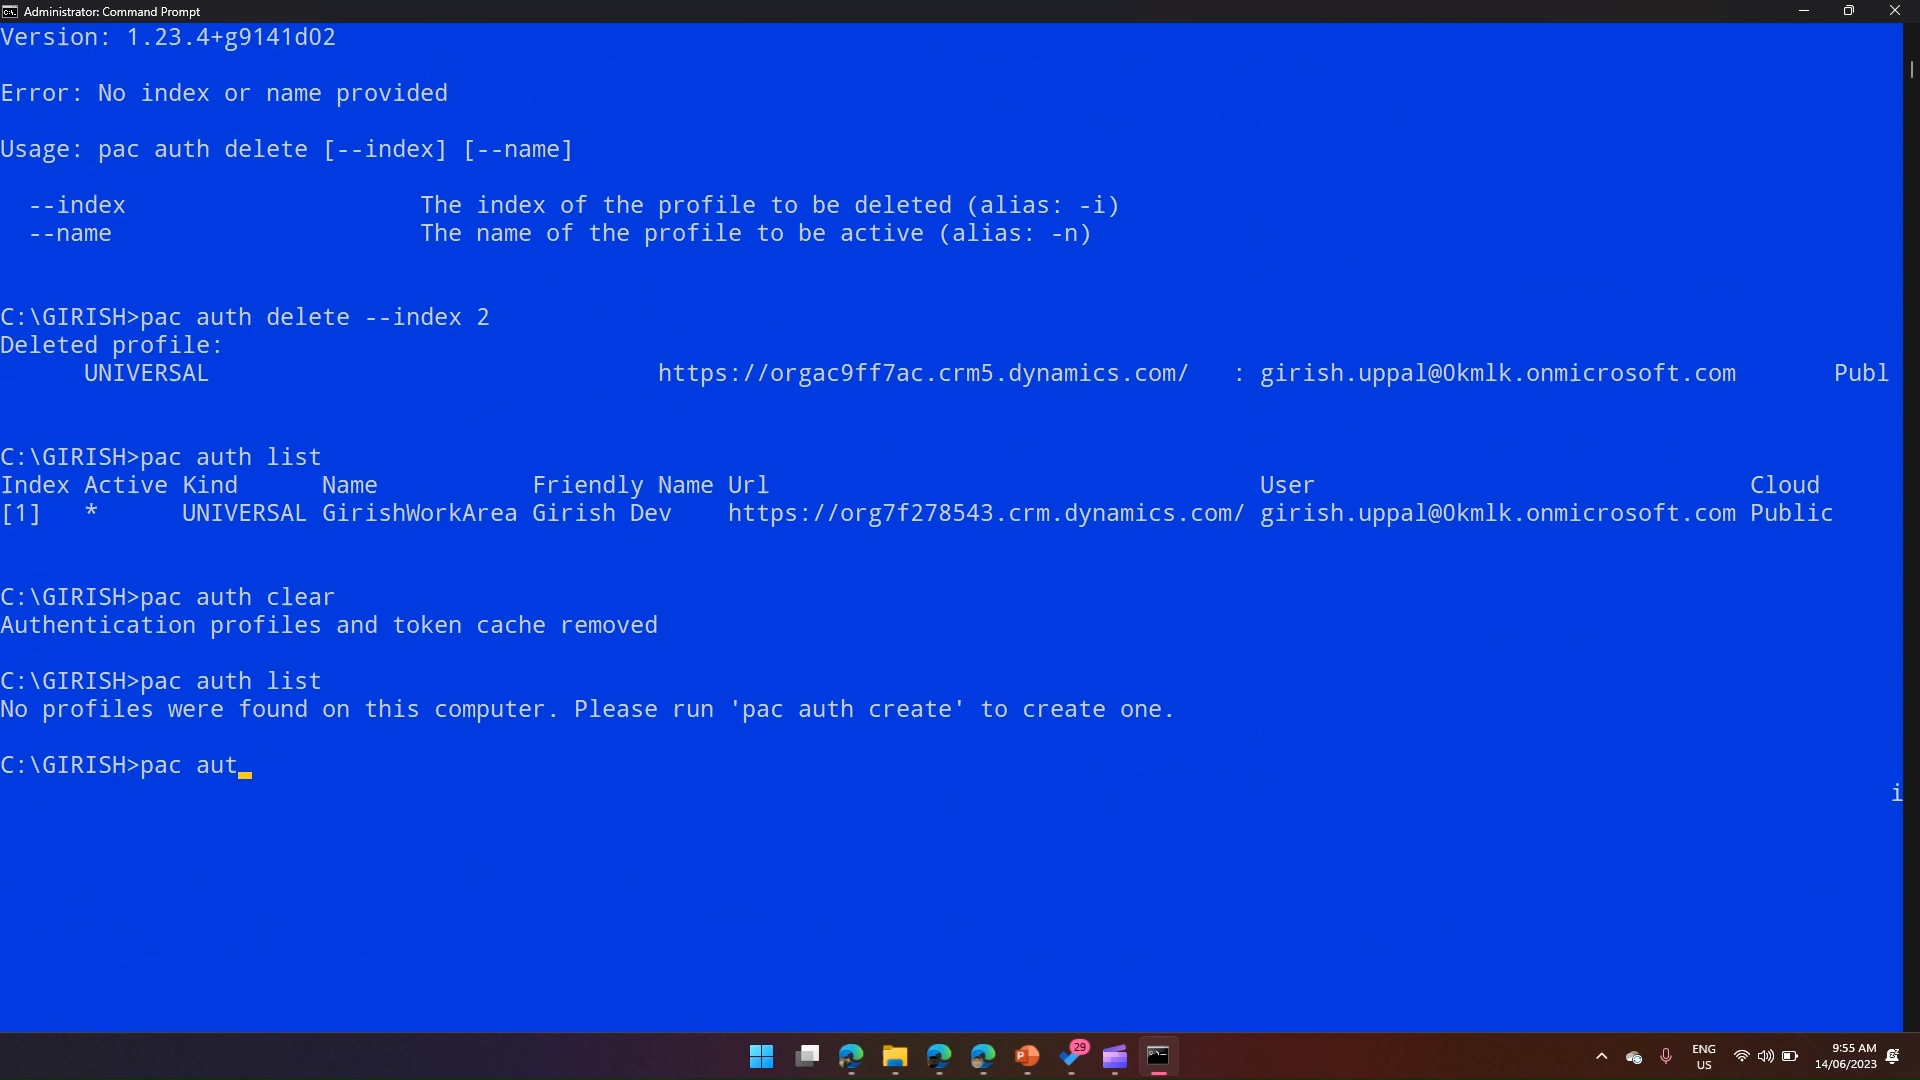 Administrator: Command Prompt
Version: 1.23.4+g9141d02
Error: No index or name provided
Usage: pac auth delete [--index] [--name]
--index The index of the profile to be deleted (alias: -i)
--name The name of the profile to be active (alias: -n)
C:\GIRISH>pac auth delete --index 2
Deleted profile:
UNIVERSAL https://orgac9ff7ac.crm5.dynamics.com/ : girish.uppal@0kmlk.onmicrosoft.com Publ
i
C:\GIRISH>pac auth list
Index Active Kind Name Friendly Name Url User Cloud
[1] * UNIVERSAL GirishWorkArea Girish Dev https://org7f278543.crm.dynamics.com/ girish.uppal@0kmlk.onmicrosoft.com Public
C:\GIRISH>pac auth clear
Authentication profiles and token cache removed
C:\GIRISH>pac auth list
No profiles were found on this computer. Please run 'pac auth create' to create one.
C:\GIRISH>pac aut
29
ENG
US
9:55 AM
14/06/2023